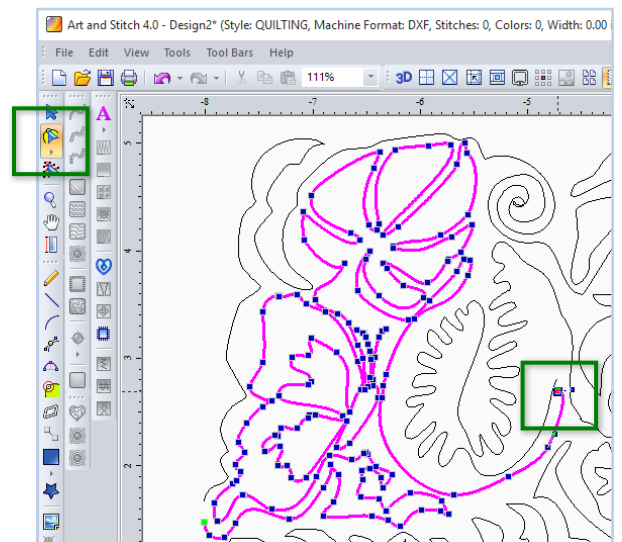 Art and Stitch 4.0 - Design2* (Style: QUILTING, Machine Format: DXF, Stitches: 0, Colors: 0, Width: 0.00 i
File Edit View Tools Tool Bars Help
111% 3D
-8 -7 -6 -5
A
5
4
3
2